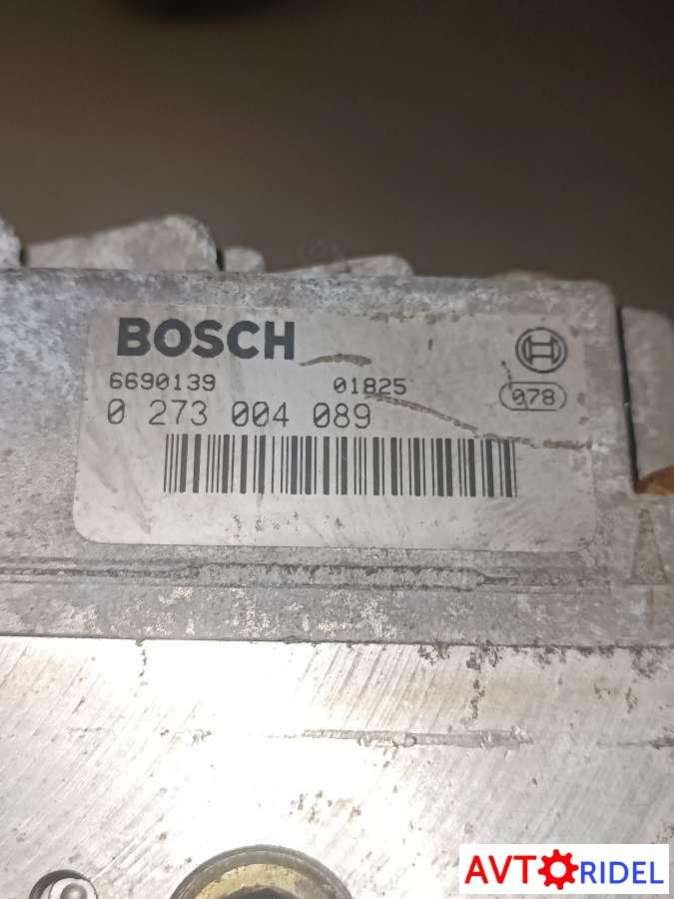 BOSCH
6690139 01825 078
0 273 004 089
AVTORIDEL